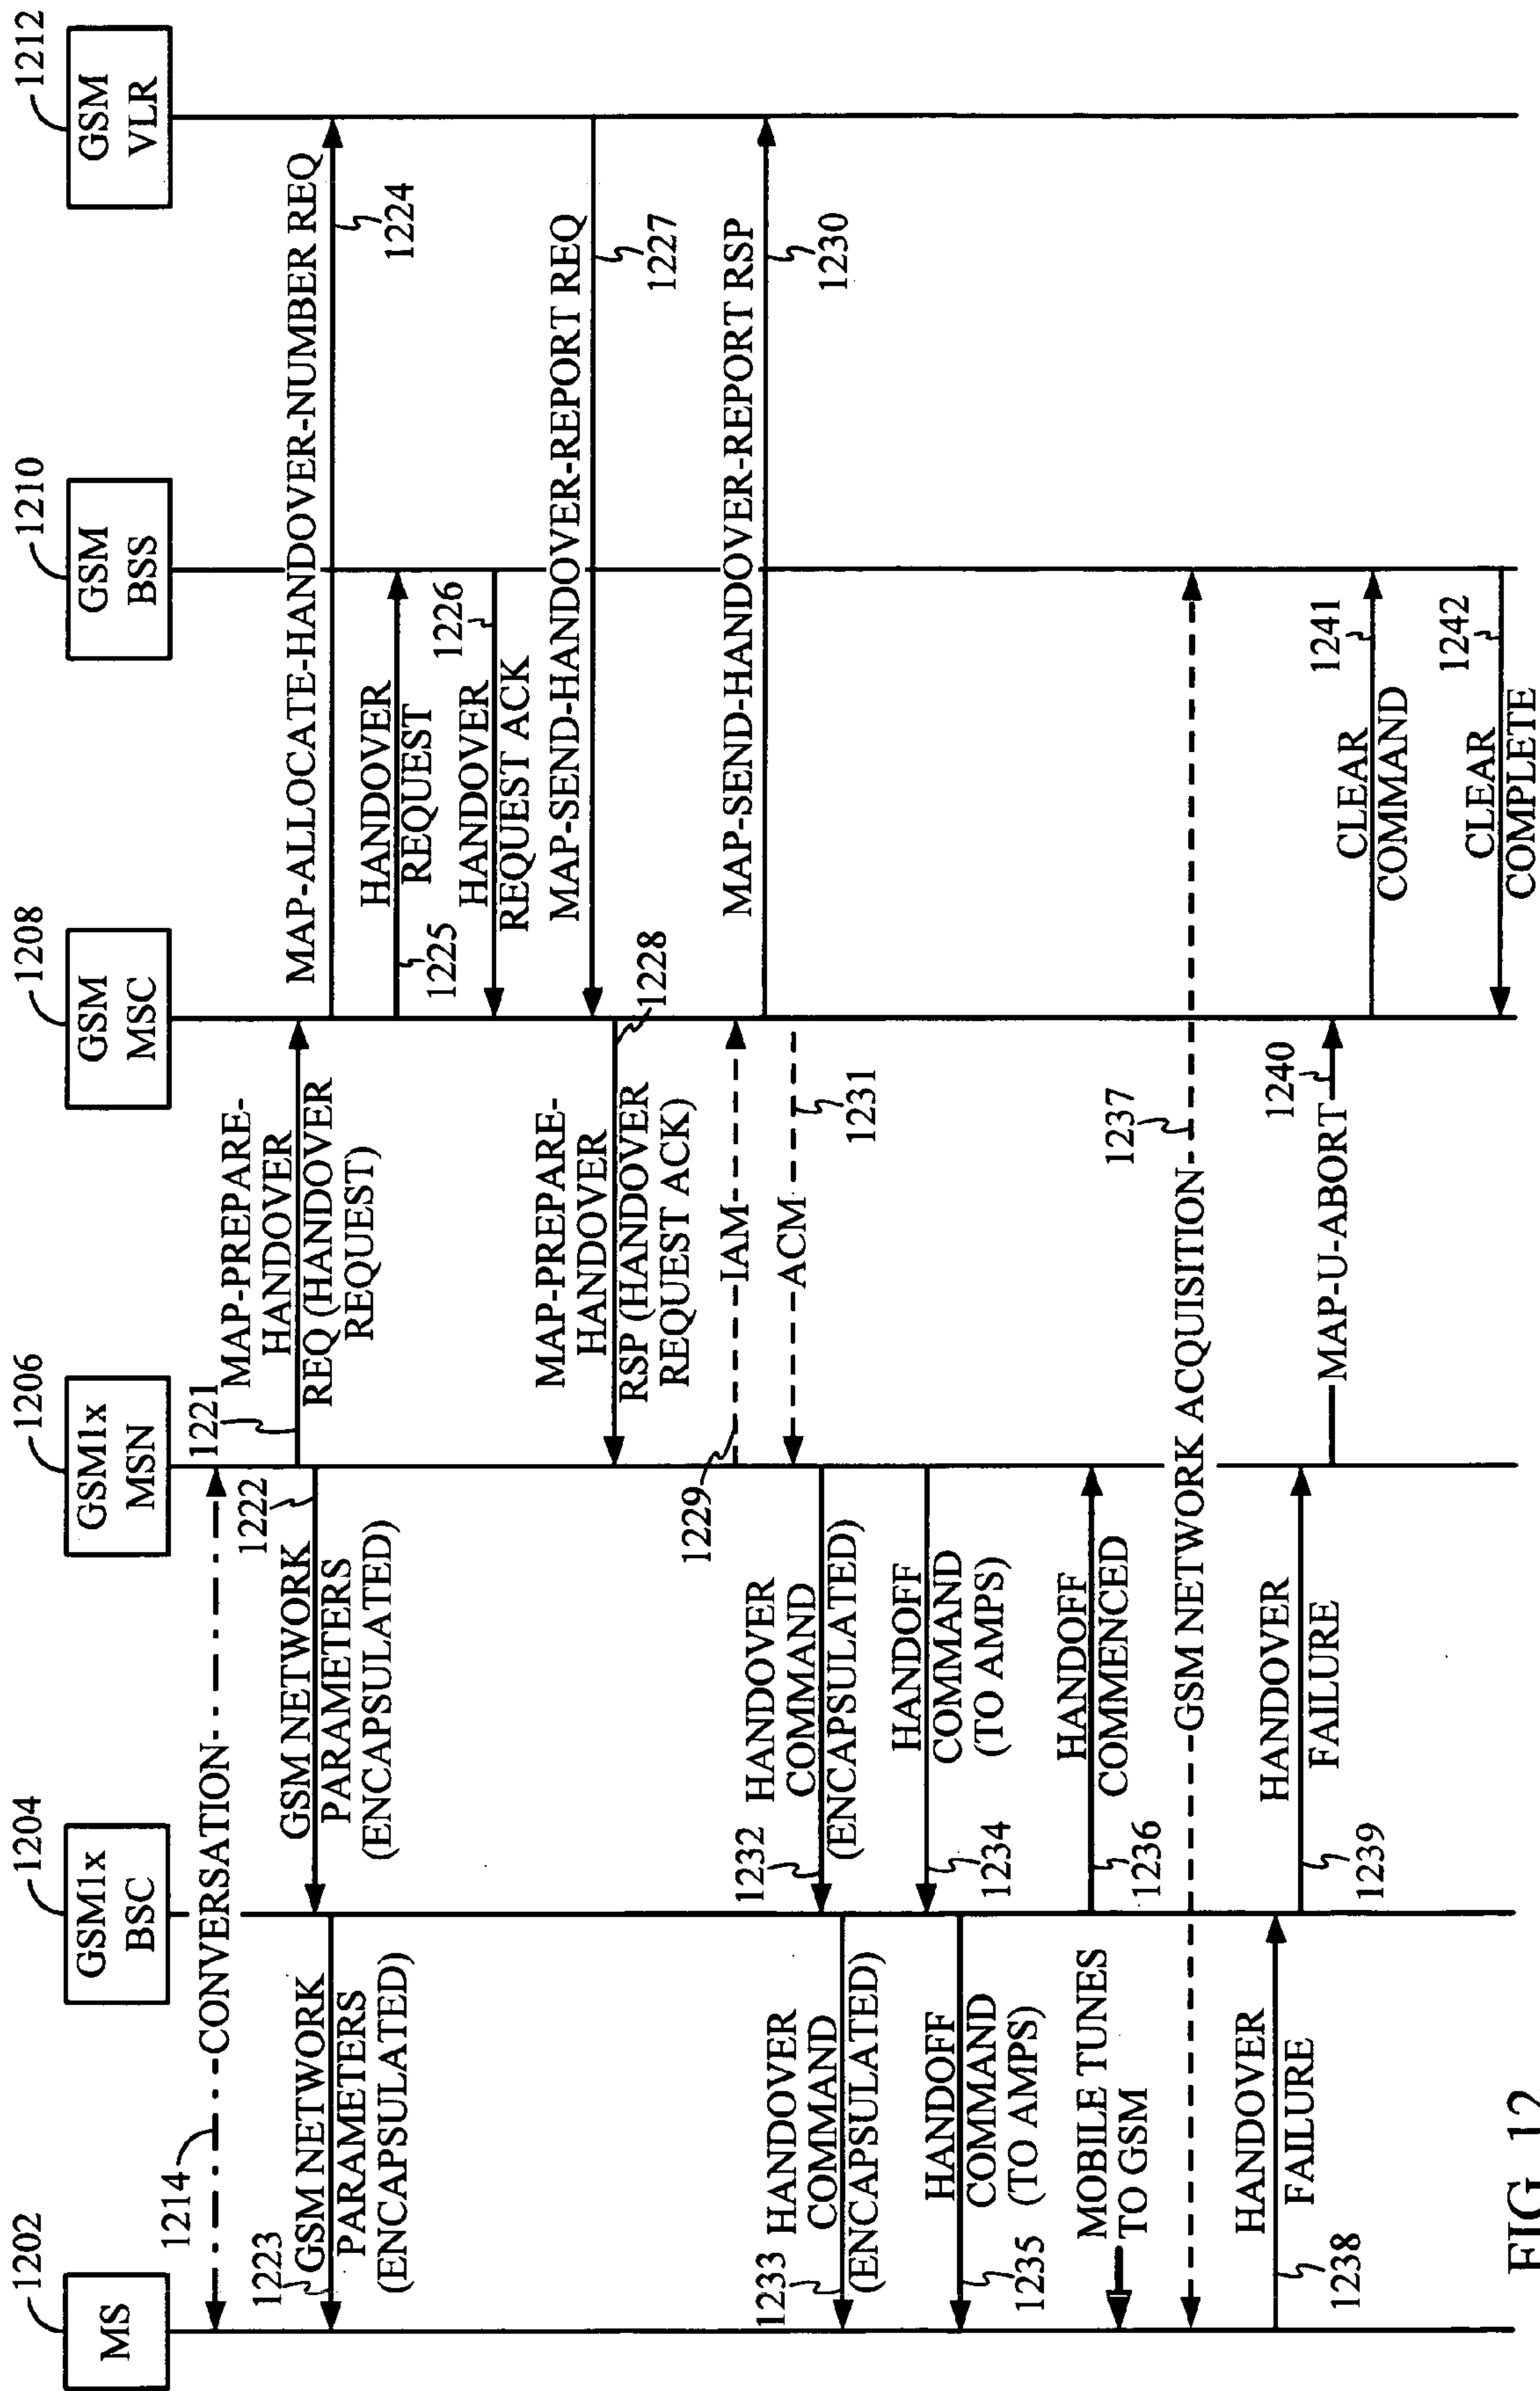 1202
MS
1204
GSM1x
BSC
1206
GSM1x
MSN
1208
GSM
MSC
1210
GSM
BSS
1212
GSM
VLR
1214
CONVERSATION
1221
MAP-PREPARE-
HANDOVER
REQ (HANDOVER
REQUEST)
1222
GSM NETWORK
PARAMETERS
(ENCAPSULATED)
1223
GSM NETWORK
PARAMETERS
(ENCAPSULATED)
MAP-ALLOCATE-HANDOVER-NUMBER REQ
1224
HANDOVER
REQUEST
1225
1226
HANDOVER
REQUEST ACK
MAP-SEND-HANDOVER-REPORT REQ
1227
1228
MAP-PREPARE-
HANDOVER
RSP (HANDOVER
REQUEST ACK)
IAM
1229
MAP-SEND-HANDOVER-REPORT RSP
1230
ACM
1231
1232
HANDOVER
COMMAND
(ENCAPSULATED)
1233
HANDOVER
COMMAND
(ENCAPSULATED)
HANDOFF
COMMAND
(TO AMPS)
1234
HANDOFF
COMMAND
(TO AMPS)
1235
HANDOFF
COMMENCED
1236
MOBILE TUNES
TO GSM
GSM NETWORK ACQUISITION
1237
HANDOVER
FAILURE
1238
HANDOVER
FAILURE
1239
MAP-U-ABORT
1240
CLEAR
COMMAND
1241
CLEAR
COMPLETE
1242
FIG. 12